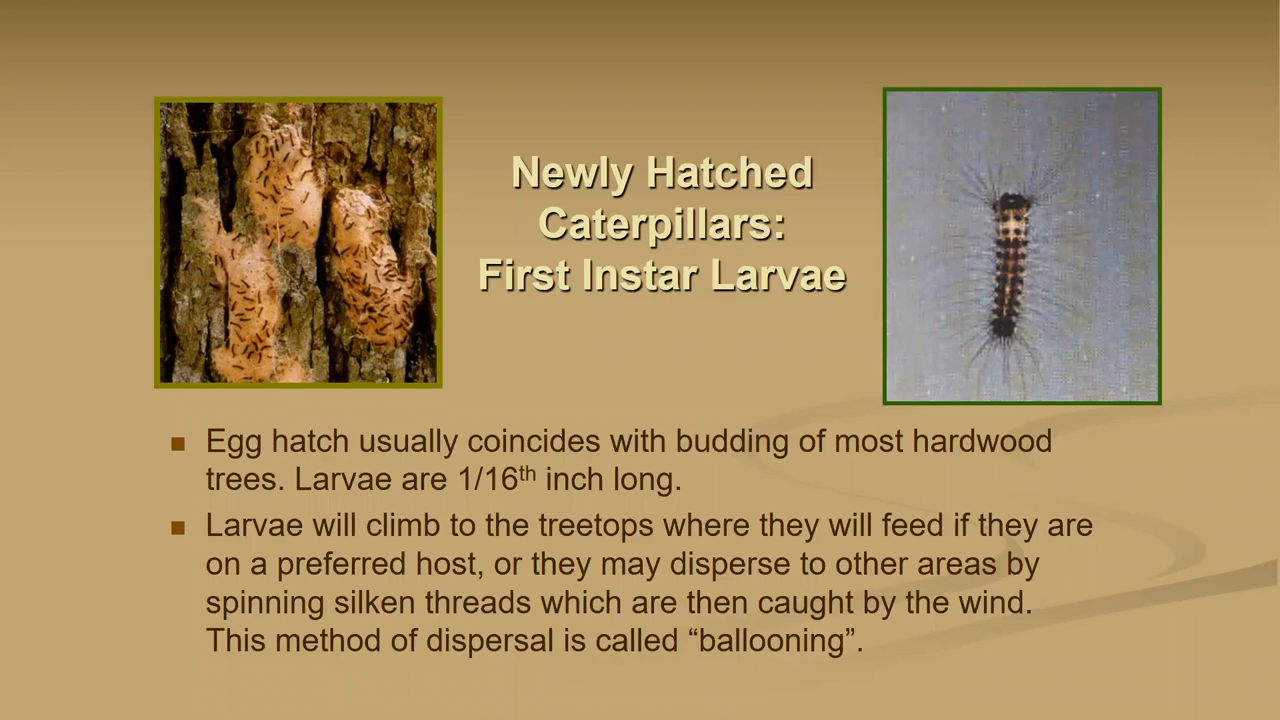 Newly Hatched
Caterpillars:
First Instar Larvae
Egg hatch usually coincides with budding of most hardwood
trees. Larvae are 1/16th inch long.
Larvae will climb to the treetops where they will feed if they are
on a preferred host, or they may disperse to other areas by
spinning silken threads which are then caught by the wind.
This method of dispersal is called “ballooning”.